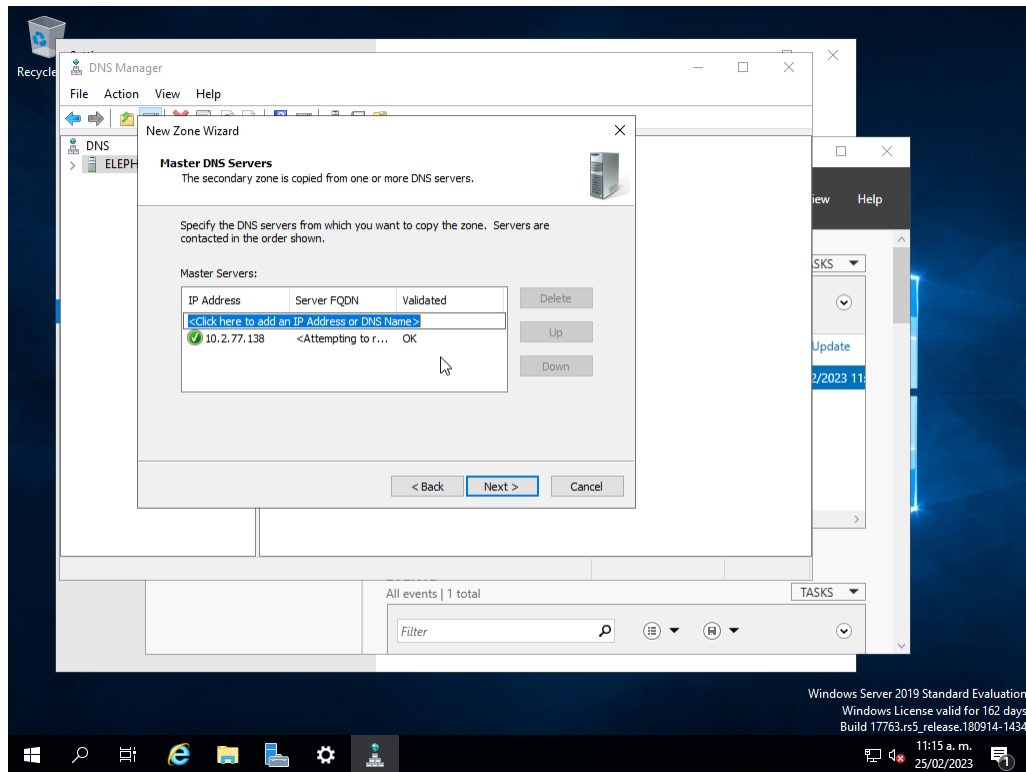 Recycle
DNS Manager
File Action View Help
New Zone Wizard
DNS
ELEPH
Master DNS Servers
The secondary zone is copied from one or more DNS servers.
iew Help
Specify the DNS servers from which you want to copy the zone. Servers are
contacted in the order shown.
Master Servers:
IP Address Server FQDN Validated
<Click here to add an IP Address or DNS Name>
10.2.77.138 <Attempting to r... OK
Delete
Up
Down
ASKS
Update
2/2023 11:
< Back Next > Cancel
All events | 1 total
TASKS
Filter
Windows Server 2019 Standard Evaluation
Windows License valid for 162 days
Build 17763.rs5_release.180914-1434
11:15 a. m.
25/02/2023
1